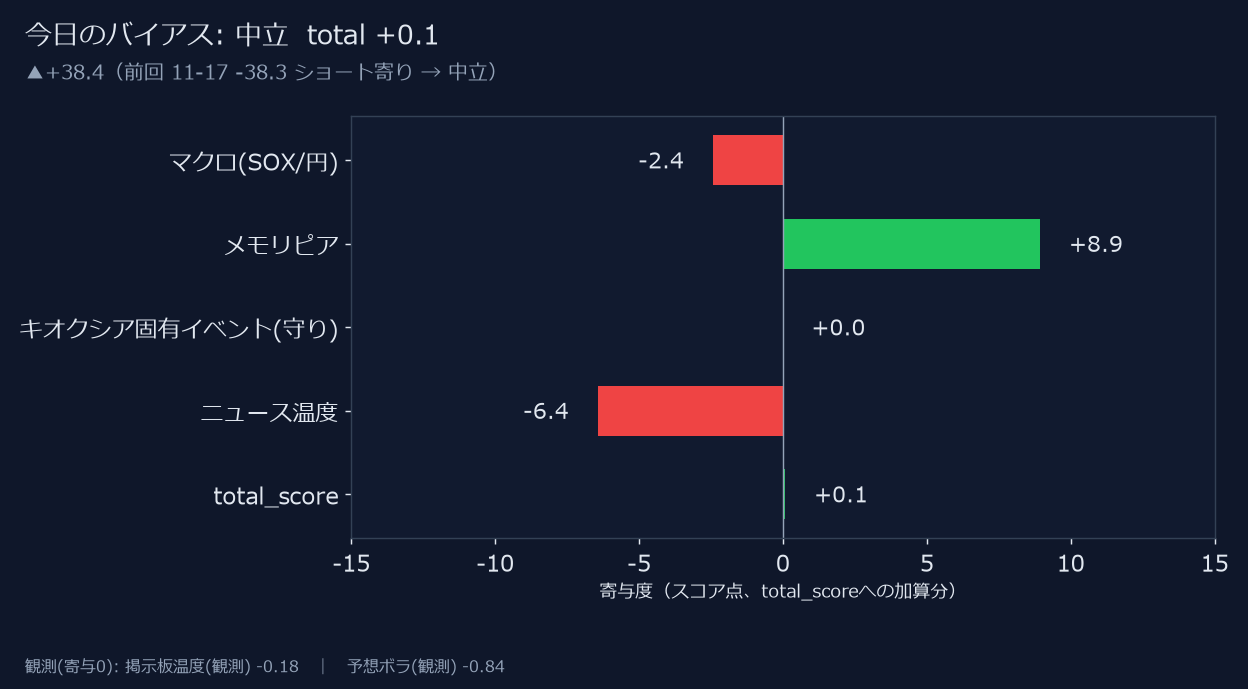 今日のバイアス: 中立 total +0.1
▲+38.4（前回 11-17 -38.3 ショート寄り → 中立）
マクロ(SOX/円)
-2.4
メモリピア
+8.9
キオクシア固有イベント(守り)
+0.0
ニュース温度
-6.4
total_score
+0.1
-15 -10 -5 0 5 10 15
寄与度（スコア点、total_scoreへの加算分）
観測(寄与0): 掲示板温度(観測) -0.18 ｜ 予想ボラ(観測) -0.84